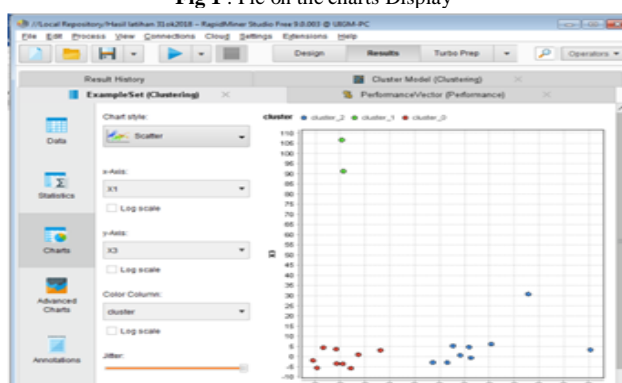 Fig 1 : Pic on the charts Display
//Local Repository/Hasil latihan 31ok2018 – RapidMiner Studio Free 9.0.003 @ UIGM-PC
File Edit Process View Connections Cloud Settings Extensions Help
Design Results Turbo Prep Operators
Result History Cluster Model (Clustering)
ExampleSet (Clustering) PerformanceVector (Performance)
Data
Statistics
Charts
Advanced
Charts
Annotations
Chart style:
Scatter
x-Axis:
X1
Log scale
y-Axis:
X3
Log scale
Color Column:
cluster
Log scale
Jitter:
cluster cluster_2 cluster_1 cluster_0
X3
110
105
100
95
90
85
80
75
70
65
60
55
50
45
40
35
30
25
20
15
10
5
0
-5
-10